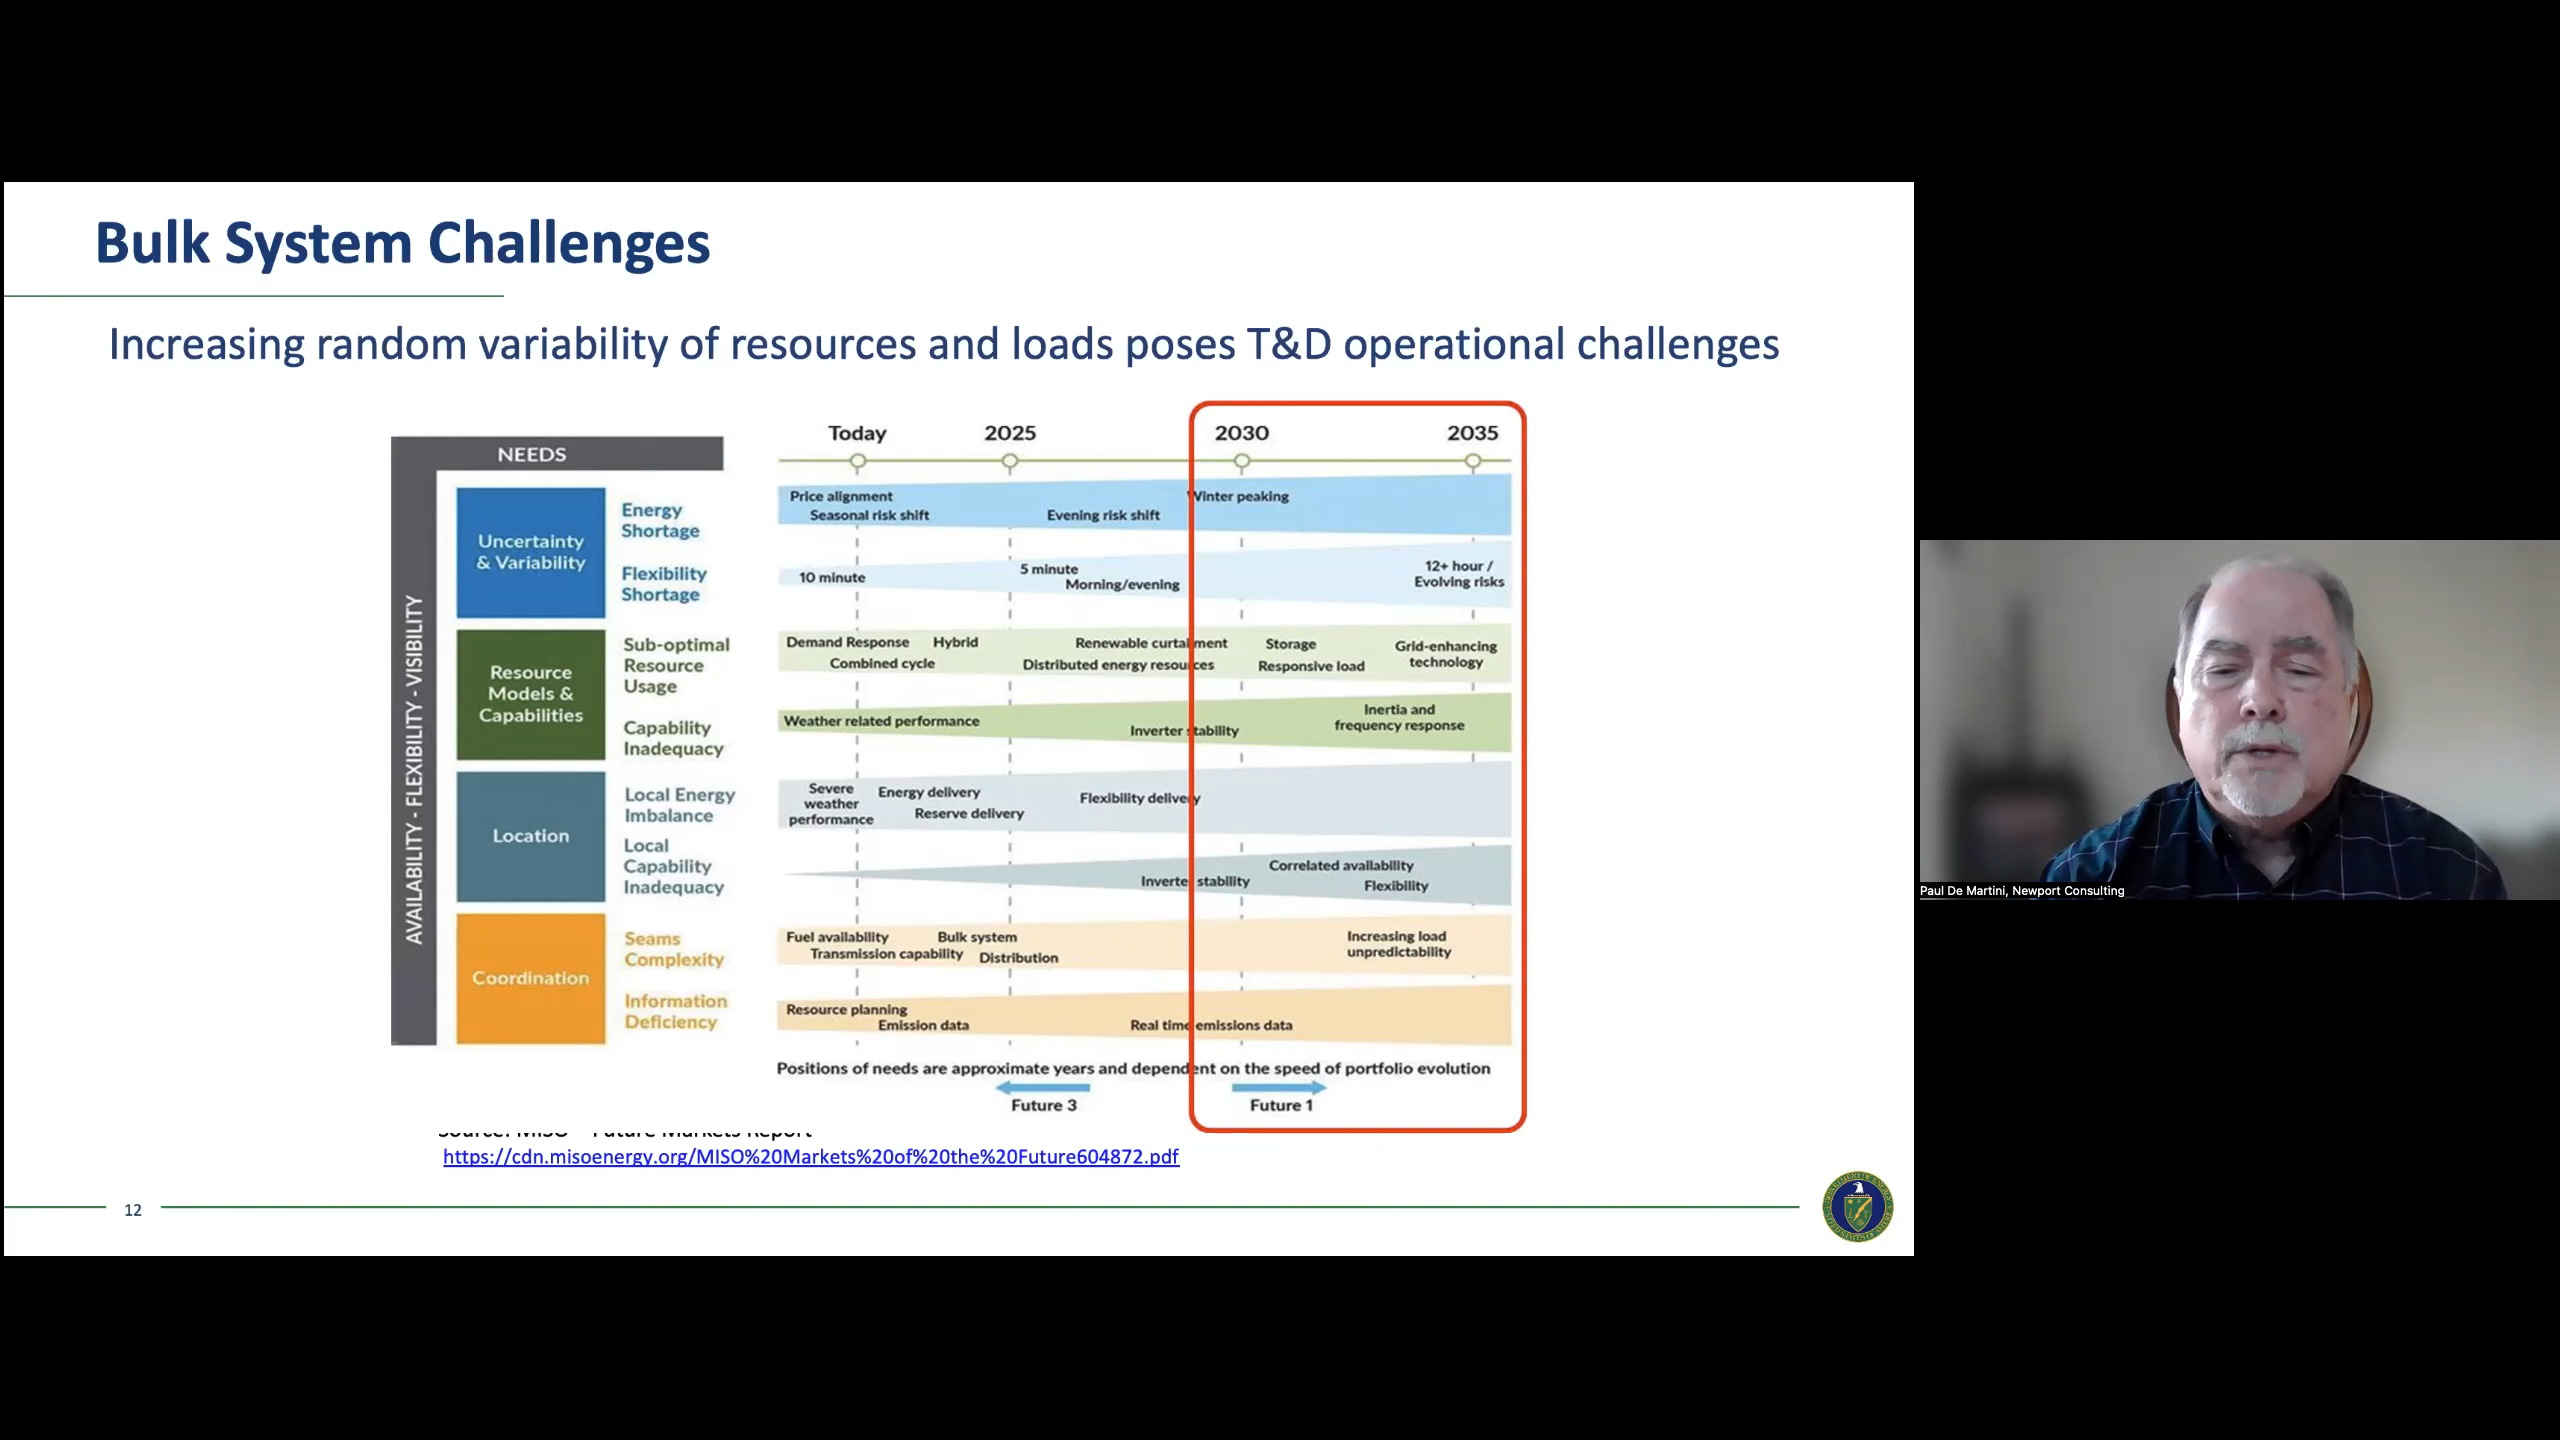 Bulk System Challenges
Increasing random variability of resources and loads poses T&D operational challenges
NEEDS
AVAILABILITY - FLEXIBILITY - VISIBILITY
Today
2025
2030
2035
Uncertainty
& Variability
Energy
Shortage
Price alignment
Seasonal risk shift
Evening risk shift
Winter peaking
Flexibility
Shortage
10 minute
5 minute
Morning/evening
12+ hour /
Evolving risks
Resource
Models &
Capabilities
Sub-optimal
Resource
Usage
Demand Response
Hybrid
Combined cycle
Renewable curtailment
Distributed energy resources
Storage
Responsive load
Grid-enhancing
technology
Capability
Inadequacy
Weather related performance
Inverter stability
Inertia and
frequency response
Location
Local Energy
Imbalance
Severe
weather
performance
Energy delivery
Reserve delivery
Flexibility delivery
Local
Capability
Inadequacy
Inverter stability
Correlated availability
Flexibility
Coordination
Seams
Complexity
Fuel availability
Transmission capability
Bulk system
Distribution
Increasing load
unpredictability
Information
Deficiency
Resource planning
Emission data
Real time emissions data
Positions of needs are approximate years and dependent on the speed of portfolio evolution
Future 3
Future 1
Source: MISO – Future Markets Report
https://cdn.misoenergy.org/MISO%20Markets%20of%20the%20Future604872.pdf
12
Paul De Martini, Newport Consulting